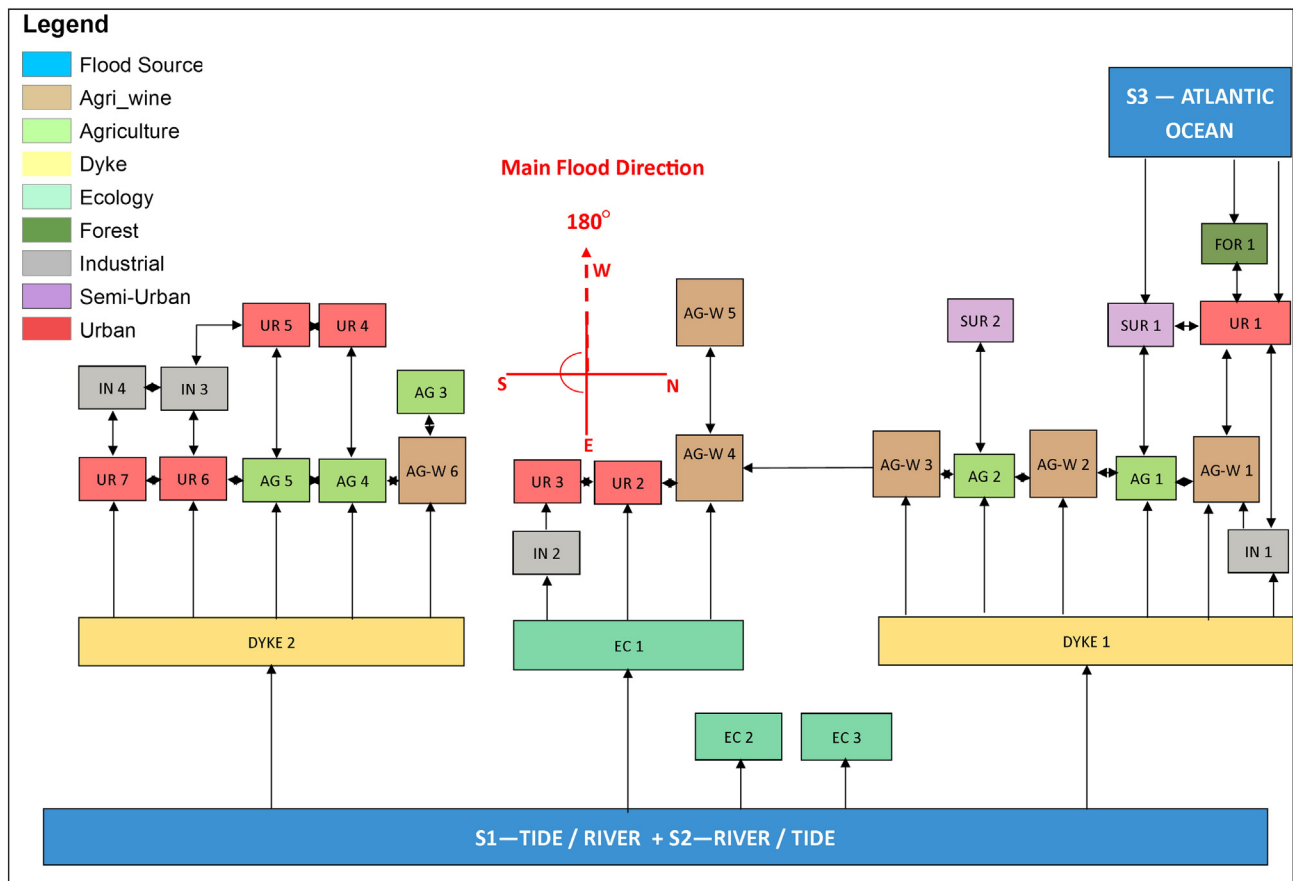 Legend
Flood Source
Agri_wine
Agriculture
Dyke
Ecology
Forest
Industrial
Semi-Urban
Urban
S3 — ATLANTIC
OCEAN
Main Flood Direction
180°
W
S
N
E
FOR 1
UR 5
UR 4
AG-W 5
SUR 2
SUR 1
UR 1
IN 4
IN 3
AG 3
UR 7
UR 6
AG 5
AG 4
AG-W 6
UR 3
UR 2
AG-W 4
AG-W 3
AG 2
AG-W 2
AG 1
AG-W 1
IN 2
IN 1
DYKE 2
EC 1
DYKE 1
EC 2
EC 3
S1—TIDE / RIVER + S2—RIVER / TIDE